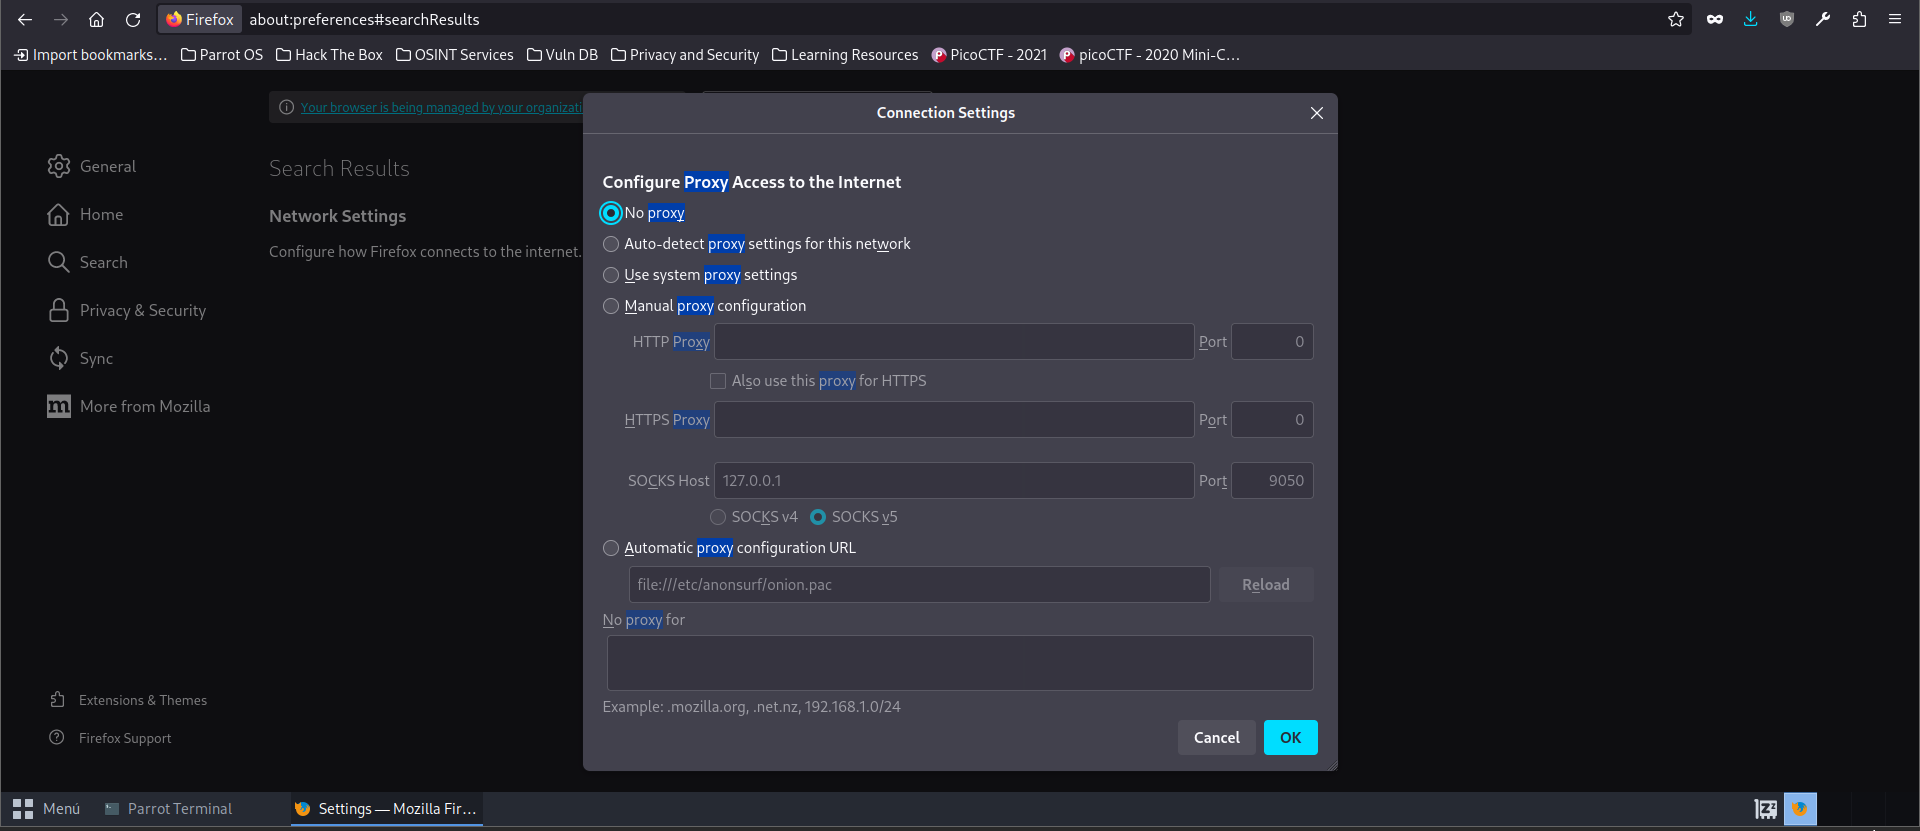 Firefox about:preferences#searchResults
Import bookmarks... Parrot OS Hack The Box OSINT Services Vuln DB Privacy and Security Learning Resources PicoCTF - 2021 picoCTF - 2020 Mini-C...
Your browser is being managed by your organizati
Connection Settings
General
Home
Search
Privacy & Security
Sync
m More from Mozilla
Extensions & Themes
Firefox Support
Search Results
Network Settings
Configure how Firefox connects to the internet.
Configure Proxy Access to the Internet
No proxy
Auto-detect proxy settings for this network
Use system proxy settings
Manual proxy configuration
HTTP Proxy Port 0
Also use this proxy for HTTPS
HTTPS Proxy Port 0
SOCKS Host 127.0.0.1 Port 9050
SOCKS v4 SOCKS v5
Automatic proxy configuration URL
file:///etc/anonsurf/onion.pac Reload
No proxy for
Example: .mozilla.org, .net.nz, 192.168.1.0/24
Cancel OK
Menú Parrot Terminal Settings — Mozilla Fir...